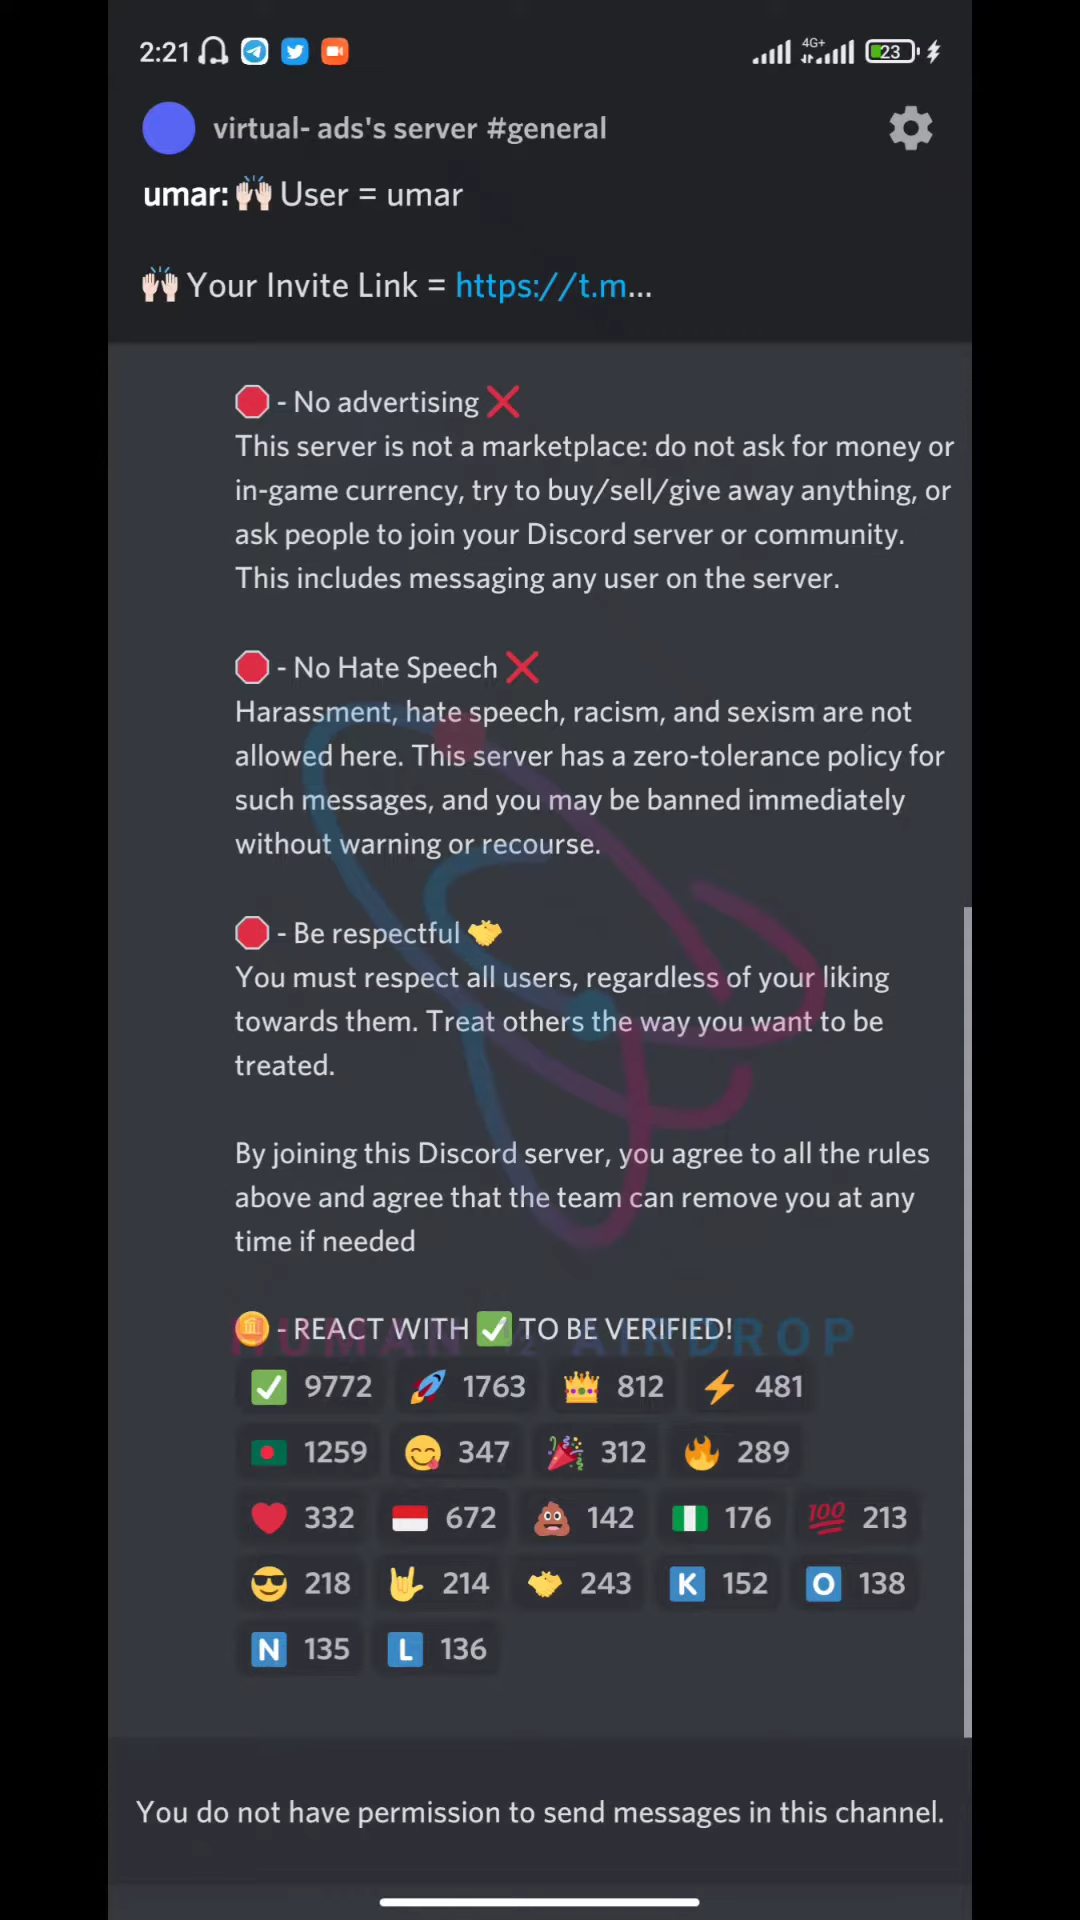 2:21
4G+
23
virtual- ads's server #general
umar: 🙌🏻 User = umar
🙌🏻 Your Invite Link = https://t.m...
🛑 - No advertising ❌
This server is not a marketplace: do not ask for money or
in-game currency, try to buy/sell/give away anything, or
ask people to join your Discord server or community.
This includes messaging any user on the server.
🛑 - No Hate Speech ❌
Harassment, hate speech, racism, and sexism are not
allowed here. This server has a zero-tolerance policy for
such messages, and you may be banned immediately
without warning or recourse.
🛑 - Be respectful 🤝
You must respect all users, regardless of your liking
towards them. Treat others the way you want to be
treated.
By joining this Discord server, you agree to all the rules
above and agree that the team can remove you at any
time if needed
🪙 - REACT WITH ✅ TO BE VERIFIED!
HUMAN AIRDROP
✅ 9772 🚀 1763 👑 812 ⚡ 481
🇧🇩 1259 😋 347 🎉 312 🔥 289
❤️ 332 🇮🇩 672 💩 142 🇳🇬 176 💯 213
😎 218 🤟 214 🤝 243 🇰 152 🇴 138
🇳 135 🇱 136
You do not have permission to send messages in this channel.